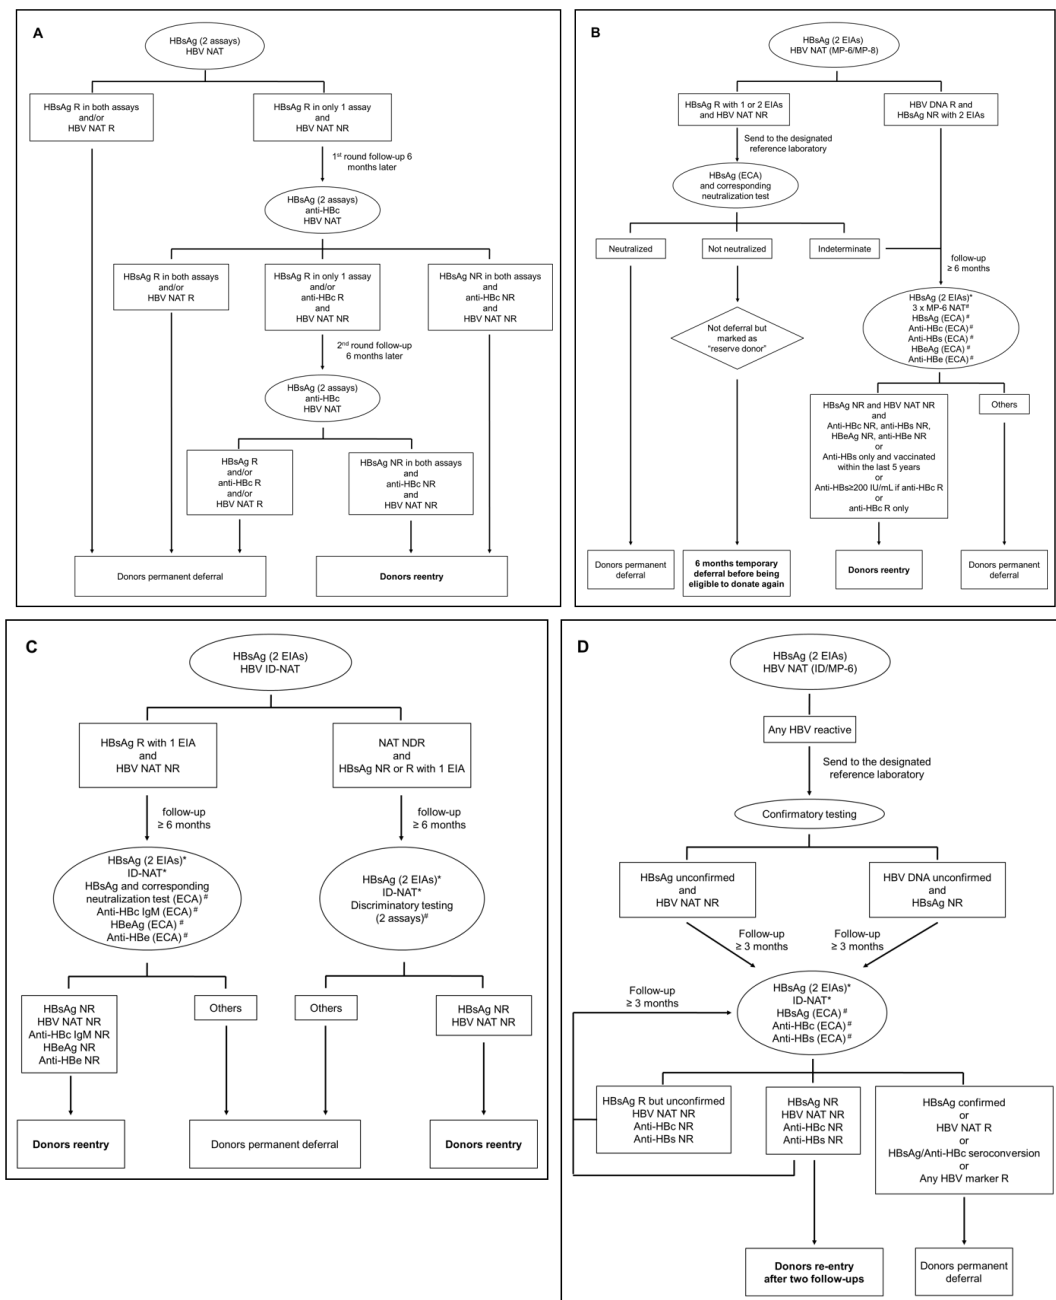 A
HBsAg (2 assays)
HBV NAT
HBsAg R in both assays
and/or
HBV NAT R
HBsAg R in only 1 assay
and
HBV NAT NR
1st round follow-up 6
months later
HBsAg (2 assays)
anti-HBc
HBV NAT
HBsAg R in both assays
and/or
HBV NAT R
HBsAg R in only 1 assay
and/or
anti-HBc R
and
HBV NAT NR
HBsAg NR in both assays
and
anti-HBc NR
and
HBV NAT NR
2nd round follow-up
6 months later
HBsAg (2 assays)
anti-HBc
HBV NAT
HBsAg R
and/or
anti-HBc R
and/or
HBV NAT R
HBsAg NR in both assays
and
anti-HBc NR
and
HBV NAT NR
Donors permanent deferral
Donors reentry
B
HBsAg (2 EIAs)
HBV NAT (MP-6/MP-8)
HBsAg R with 1 or 2 EIAs
and HBV NAT NR
HBV DNA R and
HBsAg NR with 2 EIAs
Send to the designated
reference laboratory
HBsAg (ECA)
and corresponding
neutralization test
Neutralized
Not neutralized
Indeterminate
follow-up
≥ 6 months
Not deferral but
marked as
“reserve donor”
HBsAg (2 EIAs)*
3 x MP-6 NAT#
HBsAg (ECA) #
Anti-HBc (ECA) #
Anti-HBs (ECA) #
HBeAg (ECA) #
Anti-HBe (ECA) #
HBsAg NR and HBV NAT NR
and
Anti-HBc NR, anti-HBs NR,
HBeAg NR, anti-HBe NR
or
Anti-HBs only and vaccinated
within the last 5 years
or
Anti-HBs≥200 IU/mL if anti-HBc R
or
anti-HBc R only
Others
Donors permanent
deferral
6 months temporary
deferral before being
eligible to donate again
Donors reentry
Donors permanent
deferral
C
HBsAg (2 EIAs)
HBV ID-NAT
HBsAg R with 1 EIA
and
HBV NAT NR
NAT NDR
and
HBsAg NR or R with 1 EIA
follow-up
≥ 6 months
follow-up
≥ 6 months
HBsAg (2 EIAs)*
ID-NAT*
HBsAg and corresponding
neutralization test (ECA) #
Anti-HBc IgM (ECA) #
HBeAg (ECA) #
Anti-HBe (ECA) #
HBsAg (2 EIAs)*
ID-NAT*
Discriminatory testing
(2 assays)#
HBsAg NR
HBV NAT NR
Anti-HBc IgM NR
HBeAg NR
Anti-HBe NR
Others
Others
HBsAg NR
HBV NAT NR
Donors reentry
Donors permanent deferral
Donors reentry
D
HBsAg (2 EIAs)
HBV NAT (ID/MP-6)
Any HBV reactive
Send to the designated
reference laboratory
Confirmatory testing
HBsAg unconfirmed
and
HBV NAT NR
HBV DNA unconfirmed
and
HBsAg NR
Follow-up
≥ 3 months
Follow-up
≥ 3 months
Follow-up
≥ 3 months
HBsAg (2 EIAs)*
ID-NAT*
HBsAg (ECA) #
Anti-HBc (ECA) #
Anti-HBs (ECA) #
HBsAg R but unconfirmed
HBV NAT NR
Anti-HBc NR
Anti-HBs NR
HBsAg NR
HBV NAT NR
Anti-HBc NR
Anti-HBs NR
HBsAg confirmed
or
HBV NAT R
or
HBsAg/Anti-HBc seroconversion
or
Any HBV marker R
Donors re-entry
after two follow-ups
Donors permanent
deferral